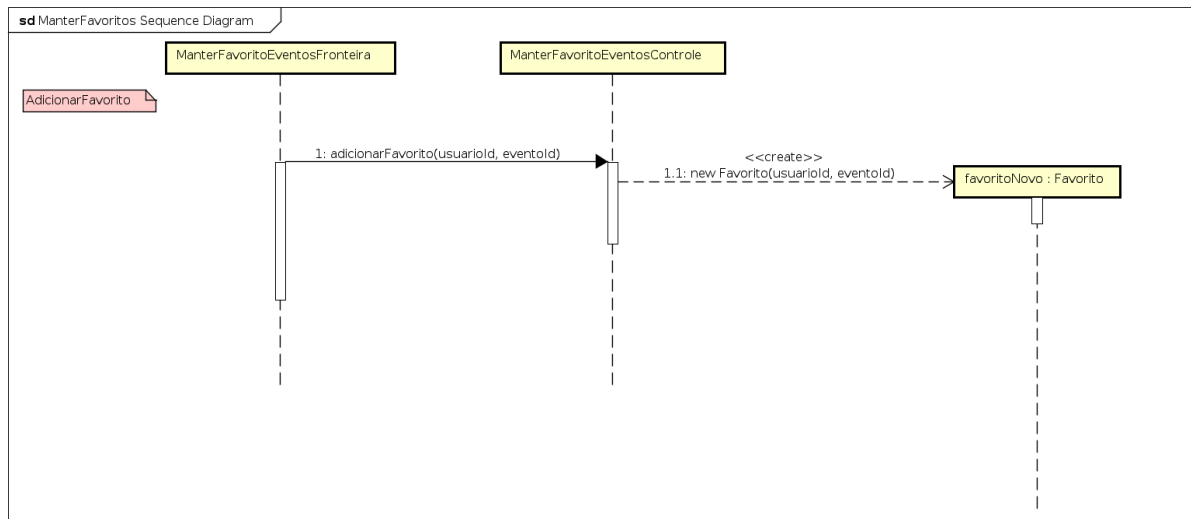 sd ManterFavoritos Sequence Diagram
ManterFavoritoEventosFronteira
ManterFavoritoEventosControle
AdicionarFavorito
1: adicionarFavorito(usuarioId, eventoId)
<<create>>
1.1: new Favorito(usuarioId, eventoId)
favoritoNovo : Favorito